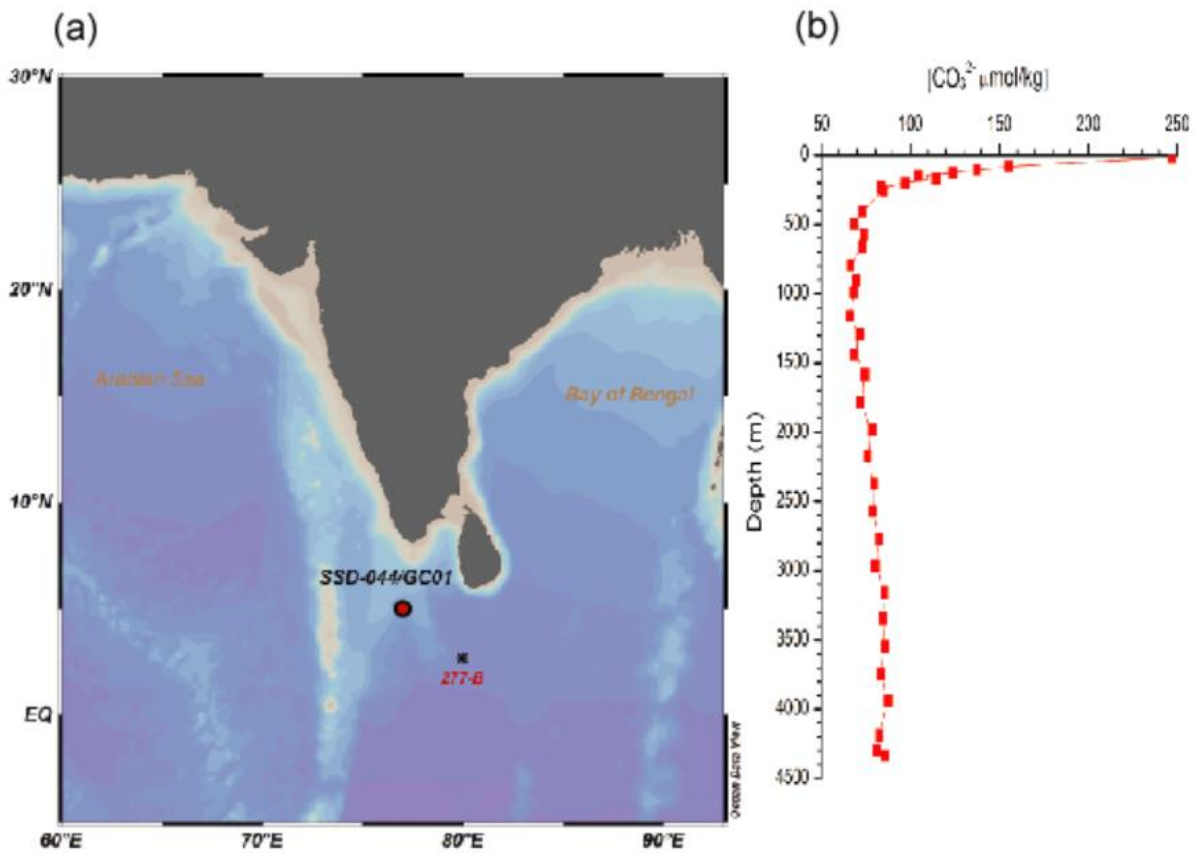 (a)
30°N
20°N
10°N
EQ
60°E
70°E
80°E
90°E
Arabian Sea
Bay of Bengal
SSD-044/GC01
277-B
Ocean Data View
(b)
|CO₃²⁻ μmol/kg]
50 100 150 200 250
0
500
1000
1500
2000
2500
3000
3500
4000
4500
Depth (m)